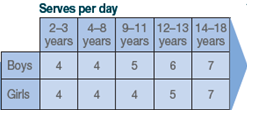 Serves per day
2–3 years 4–8 years 9–11 years 12–13 years 14–18 years
Boys 4 4 5 6 7
Girls 4 4 4 5 7